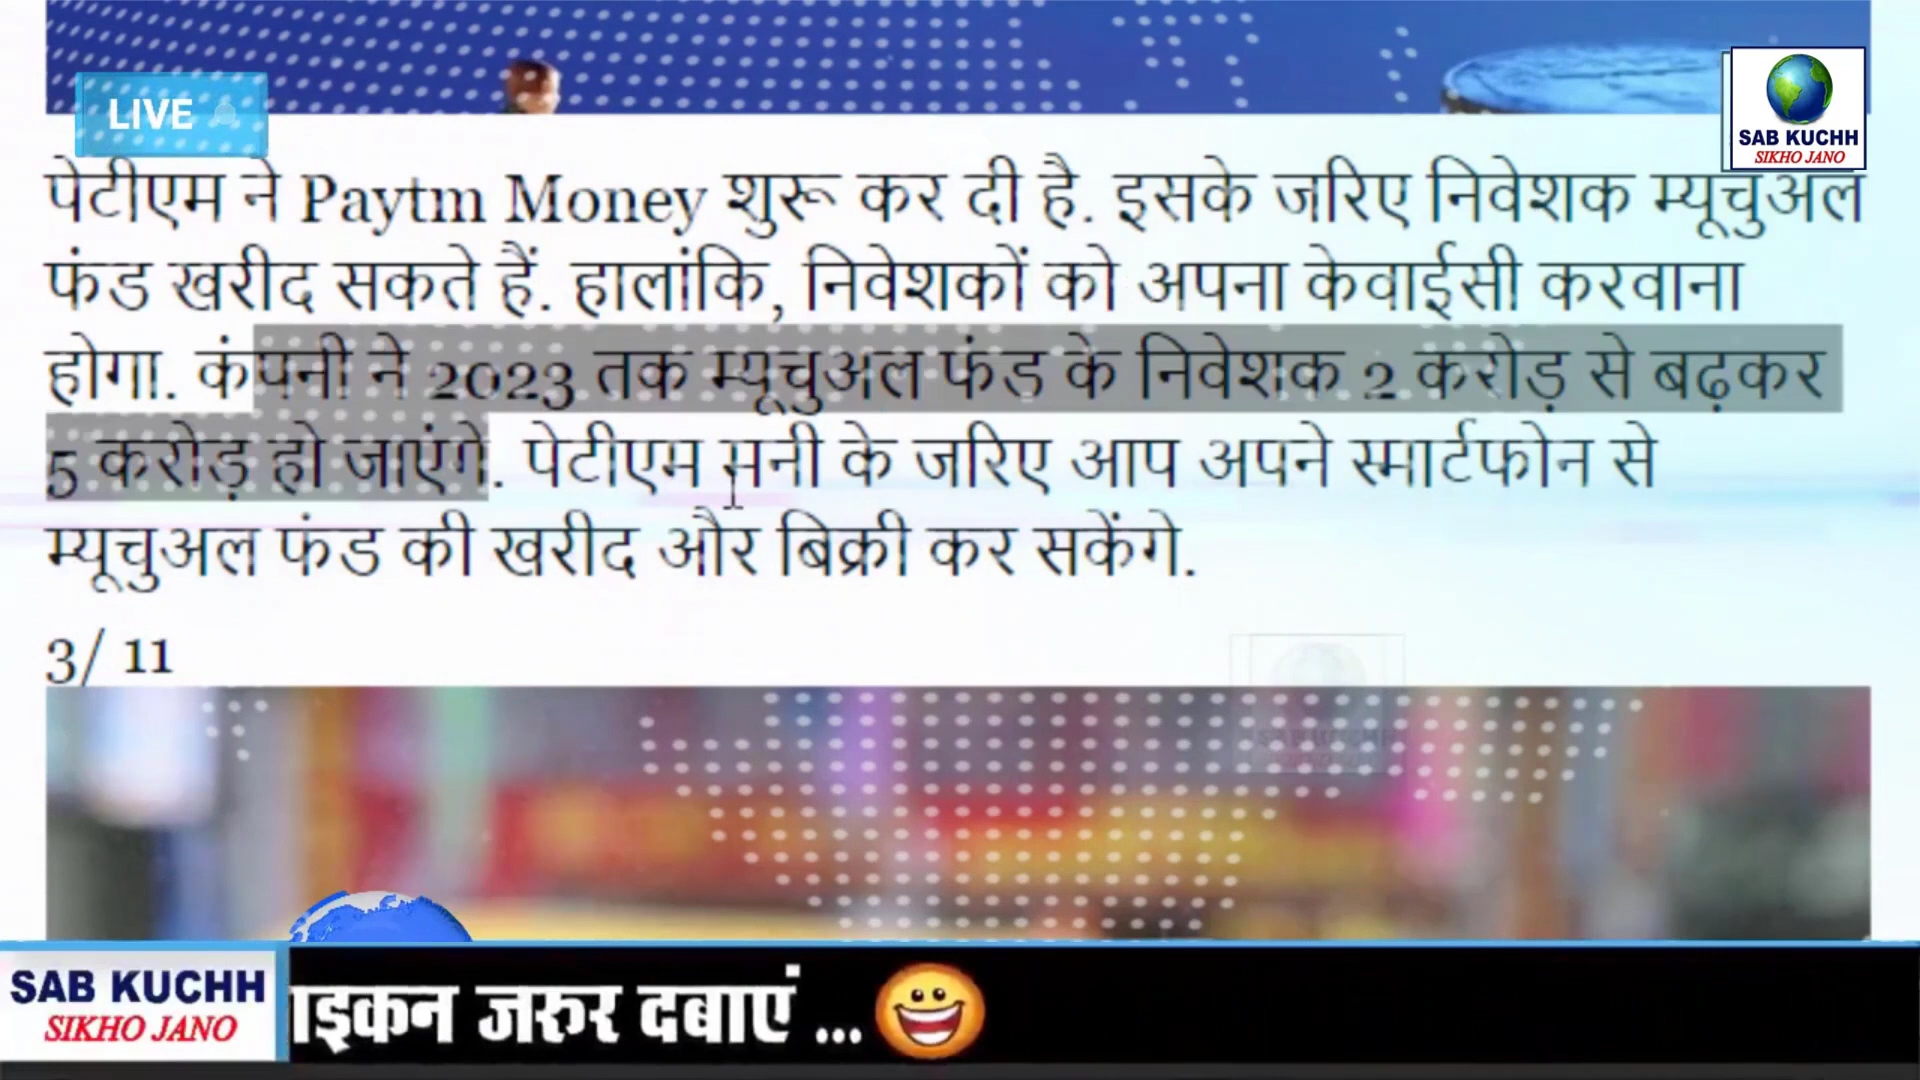 LIVE
SAB KUCHH
SIKHO JANO
पेटीएम ने Paytm Money शुरू कर दी है. इसके जरिए निवेशक म्यूचुअल
फंड खरीद सकते हैं. हालांकि, निवेशकों को अपना केवाईसी करवाना
होगा. कंपनी ने 2023 तक म्यूचुअल फंड के निवेशक 2 करोड़ से बढ़कर
5 करोड़ हो जाएंगे. पेटीएम मनी के जरिए आप अपने स्मार्टफोन से
म्यूचुअल फंड की खरीद और बिक्री कर सकेंगे.
3/ 11
SAB KUCHH
SIKHO JANO
ाइकन जरुर दबाएं ...